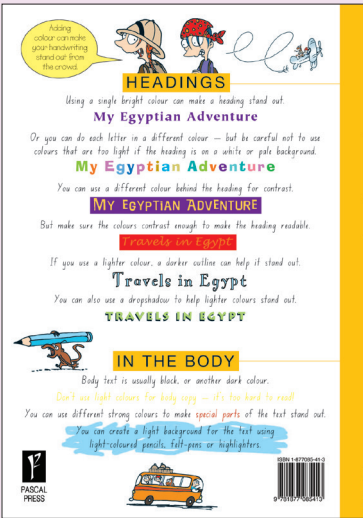 Adding
colour can make
your handwriting
stand out from
the crowd.
HEADINGS
Using a single bright colour can make a heading stand out.
My Egyptian Adventure
Or you can do each letter in a different colour – but be careful not to use
colours that are too light if the heading is on a white or pale background.
My Egyptian Adventure
You can use a different colour behind the heading for contrast.
MY EGYPTIAN ADVENTURE
But make sure the colours contrast enough to make the heading readable.
Travels in Egypt
If you use a lighter colour, a darker outline can help it stand out.
Travels in Egypt
You can also use a dropshadow to help lighter colours stand out.
TRAVELS IN EGYPT
IN THE BODY
Body text is usually black, or another dark colour.
Don't use light colours for body copy – it's too hard to read!
You can use different strong colours to make special parts of the text stand out.
You can create a light background for the text using
light-coloured pencils, felt-pens or highlighters.
PASCAL
PRESS
ISBN 1-877085-41-3
9 781877 085413